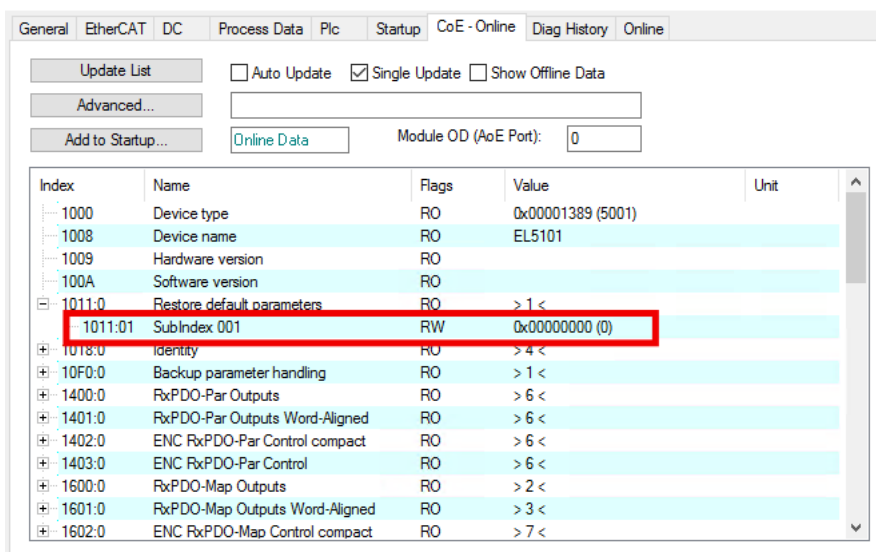 General EtherCAT DC Process Data Plc Startup CoE - Online Diag History Online
Update List Auto Update Single Update Show Offline Data
Advanced...
Add to Startup... Online Data Module OD (AoE Port): 0
Index Name Flags Value Unit
1000 Device type RO 0x00001389 (5001)
1008 Device name RO EL5101
1009 Hardware version RO
100A Software version RO
1011:0 Restore default parameters RO > 1 <
1011:01 SubIndex 001 RW 0x00000000 (0)
1018:0 Identity RO > 4 <
10F0:0 Backup parameter handling RO > 1 <
1400:0 RxPDO-Par Outputs RO > 6 <
1401:0 RxPDO-Par Outputs Word-Aligned RO > 6 <
1402:0 ENC RxPDO-Par Control compact RO > 6 <
1403:0 ENC RxPDO-Par Control RO > 6 <
1600:0 RxPDO-Map Outputs RO > 2 <
1601:0 RxPDO-Map Outputs Word-Aligned RO > 3 <
1602:0 ENC RxPDO-Map Control compact RO > 7 <